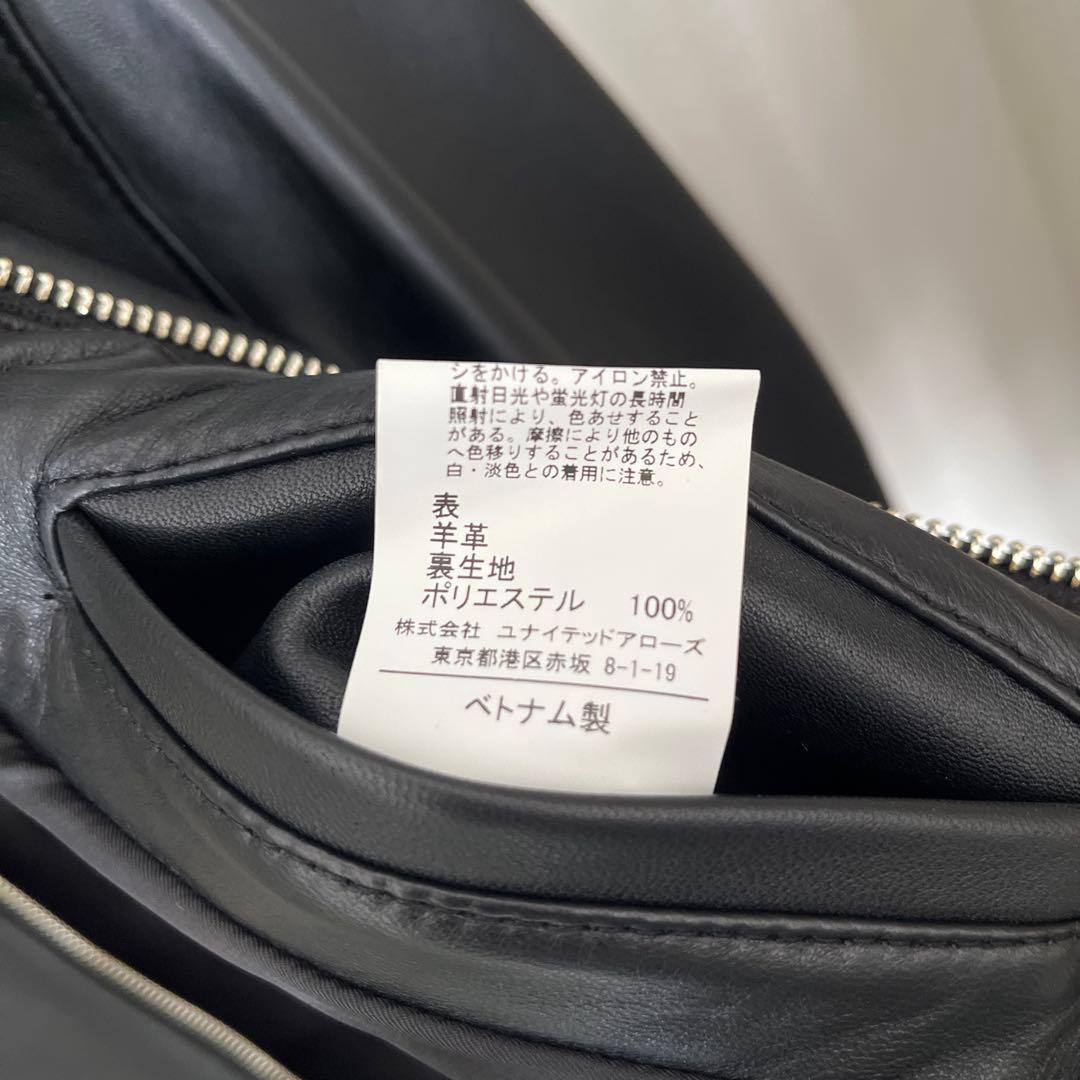 シをかける。アイロン禁止。
直射日光や蛍光灯の長時間
照射により、色あせすること
がある。摩擦により他のもの
へ色移りすることがあるため、
白・淡色との着用に注意。
表
羊革
裏生地
ポリエステル 100%
株式会社 ユナイテッドアローズ
東京都港区赤坂 8-1-19
ベトナム製